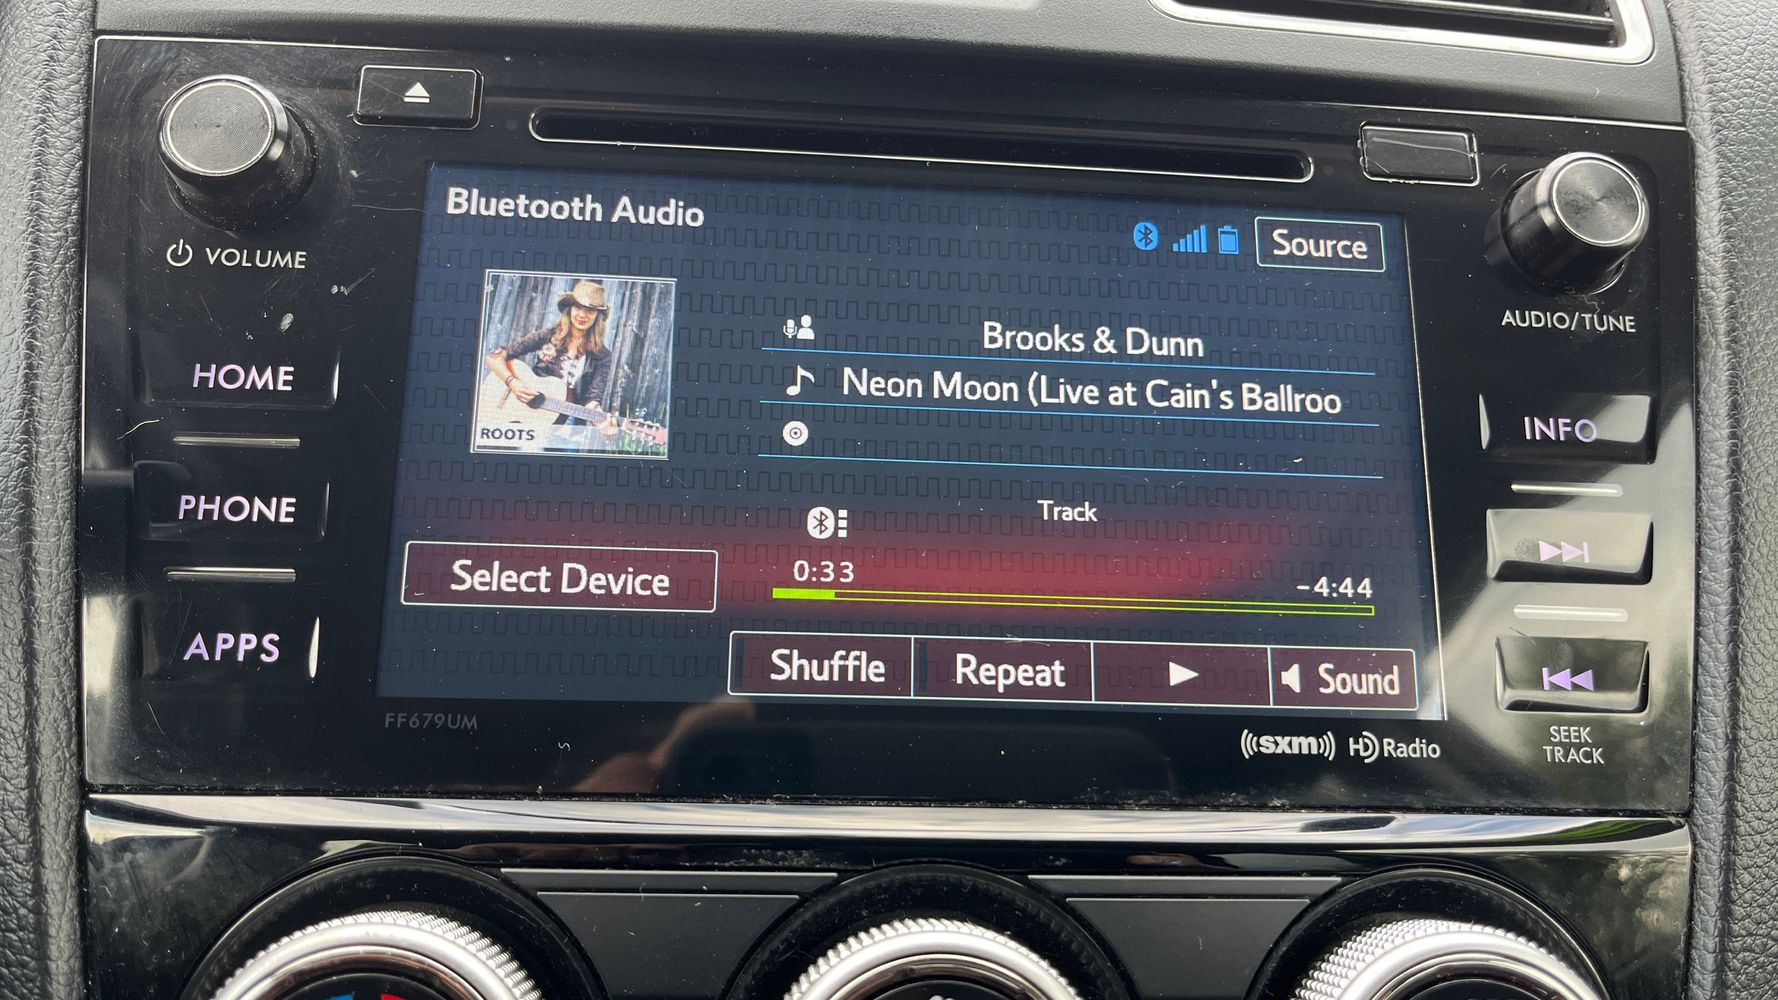 Bluetooth Audio
Source
VOLUME
AUDIO/TUNE
Brooks & Dunn
HOME
Neon Moon (Live at Cain's Ballroo
INFO
ROOTS
PHONE
Track
Select Device
0:33
-4:44
APPS
Shuffle
Repeat
Sound
FF679UM
((sxm))
HD Radio
SEEK
TRACK